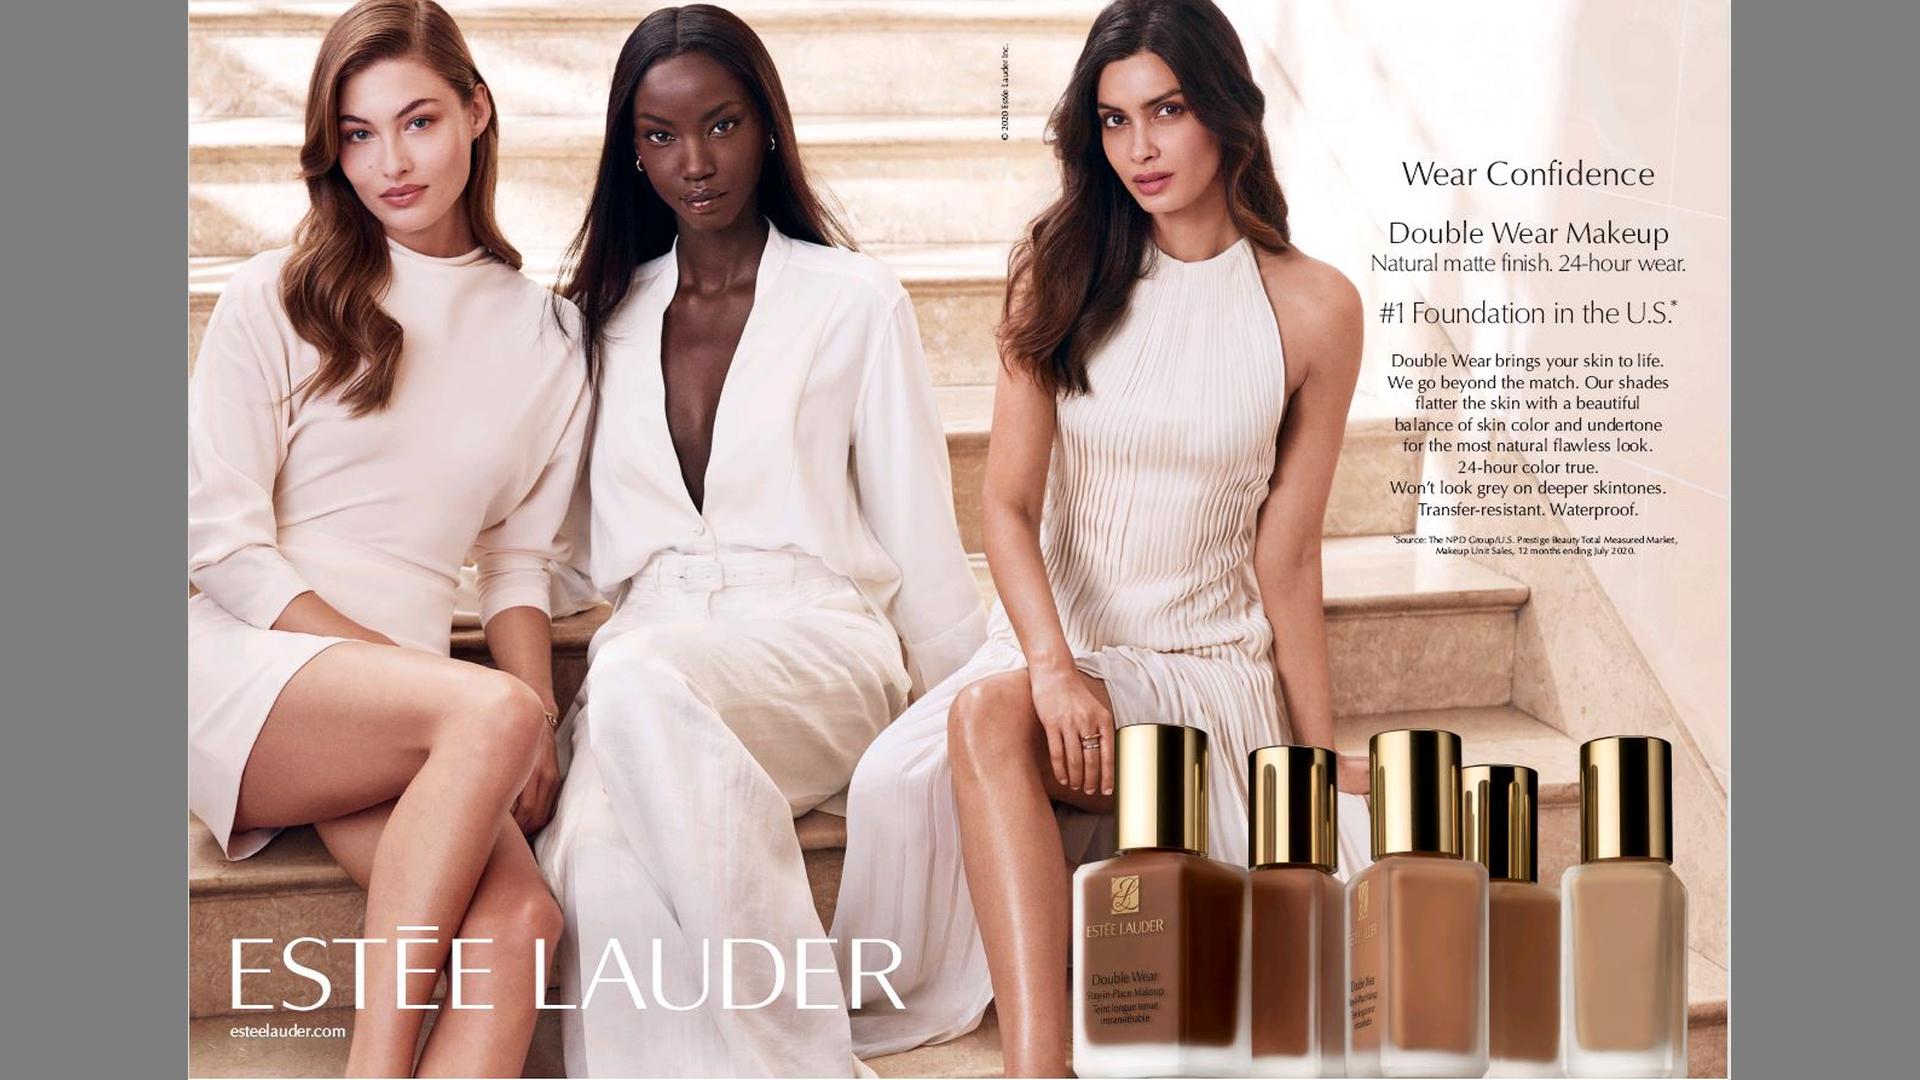 © 2020 Estée Lauder Inc.
Wear Confidence
Double Wear Makeup
Natural matte finish. 24-hour wear.
#1 Foundation in the U.S.*
Double Wear brings your skin to life.
We go beyond the match. Our shades
flatter the skin with a beautiful
balance of skin color and undertone
for the most natural flawless look.
24-hour color true.
Won't look grey on deeper skintones.
Transfer-resistant. Waterproof.
*Source: The NPD Group/U.S. Prestige Beauty Total Measured Market,
Makeup Unit Sales, 12 months ending July 2020.
ESTĒE LAUDER
esteelauder.com
ESTĒE LAUDER
Double Wear
Stay-in-Place Makeup
Teint longue tenue
intransférable
Double Wear